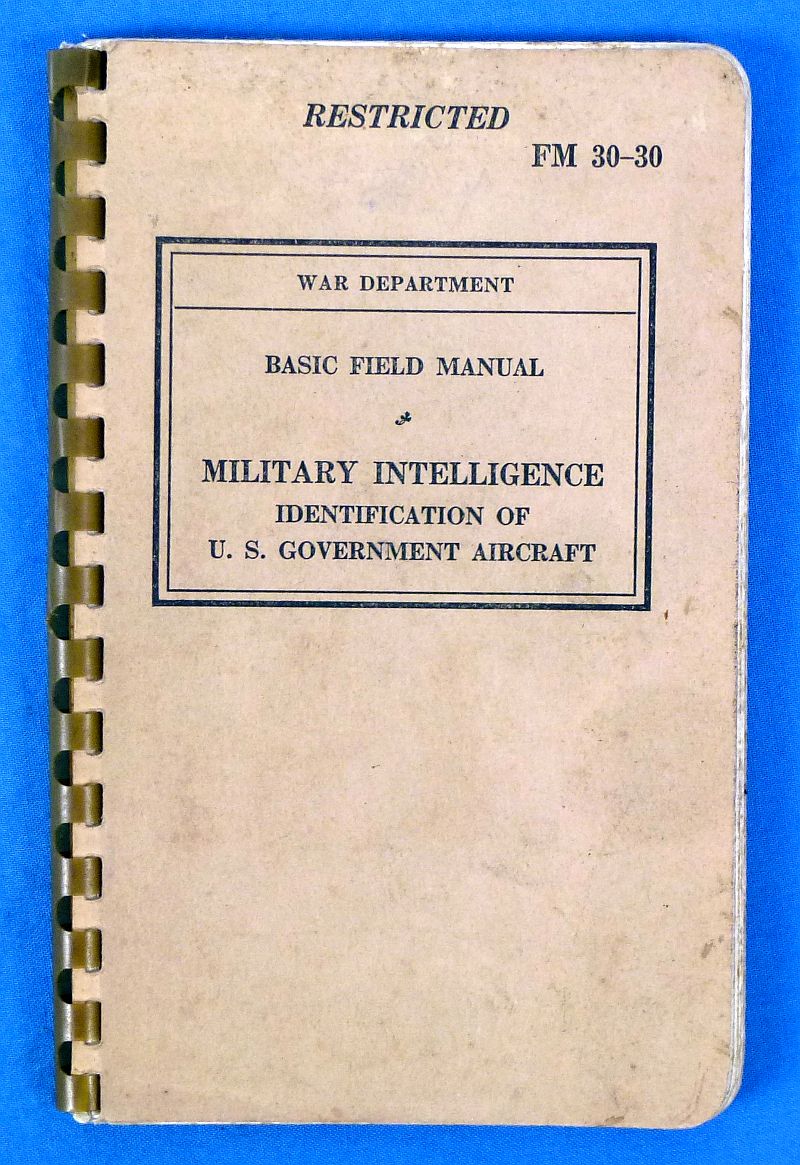 RESTRICTED
FM 30–30
WAR DEPARTMENT
BASIC FIELD MANUAL
MILITARY INTELLIGENCE
IDENTIFICATION OF
U. S. GOVERNMENT AIRCRAFT